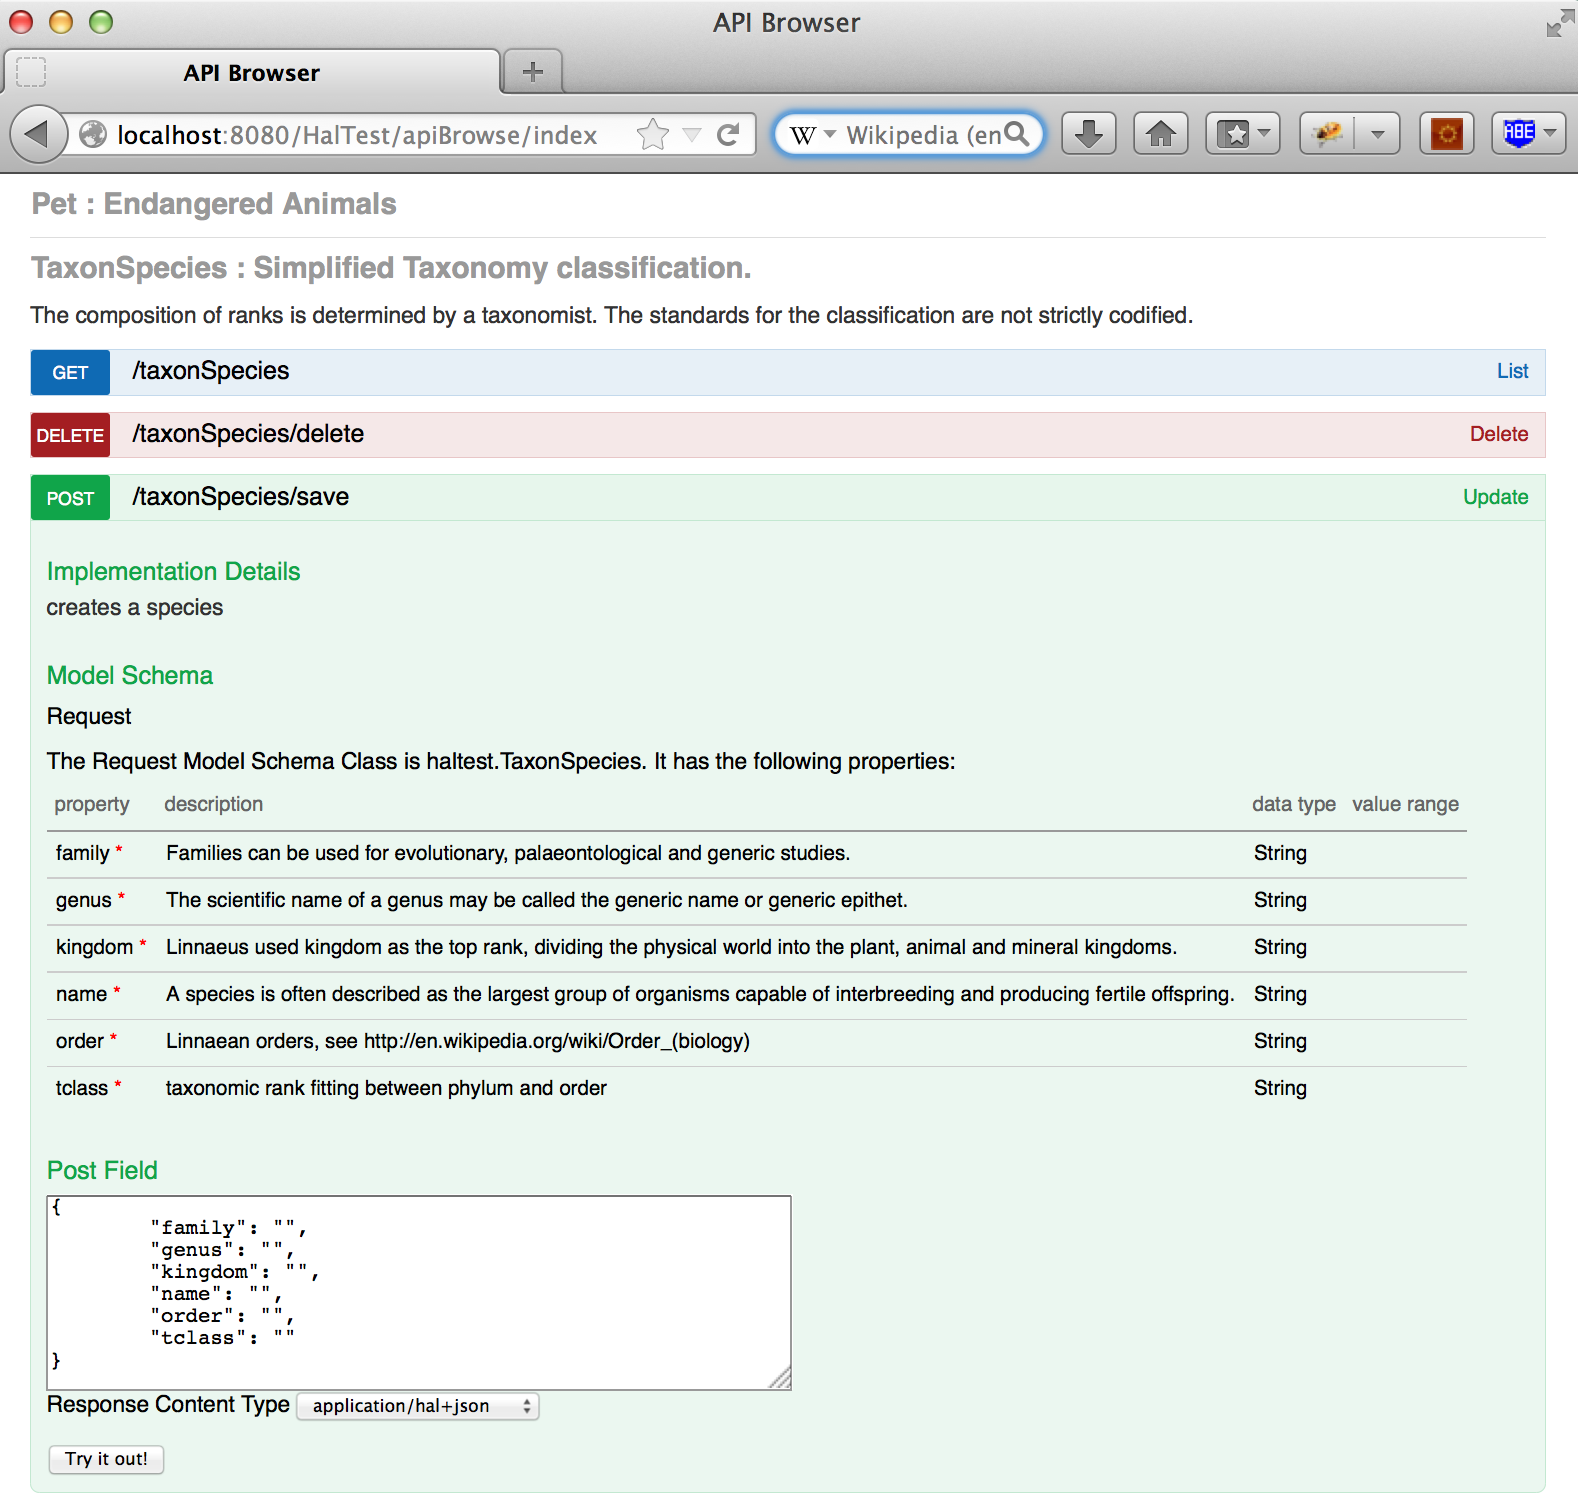 API Browser
API Browser
localhost:8080/HalTest/apiBrowse/index
W
Wikipedia (en
ABE
Pet : Endangered Animals
TaxonSpecies : Simplified Taxonomy classification.
The composition of ranks is determined by a taxonomist. The standards for the classification are not strictly codified.
GET /taxonSpecies List
DELETE /taxonSpecies/delete Delete
POST /taxonSpecies/save Update
Implementation Details
creates a species
Model Schema
Request
The Request Model Schema Class is haltest.TaxonSpecies. It has the following properties:
property description data type value range
family * Families can be used for evolutionary, palaeontological and generic studies. String
genus * The scientific name of a genus may be called the generic name or generic epithet. String
kingdom * Linnaeus used kingdom as the top rank, dividing the physical world into the plant, animal and mineral kingdoms. String
name * A species is often described as the largest group of organisms capable of interbreeding and producing fertile offspring. String
order * Linnaean orders, see http://en.wikipedia.org/wiki/Order_(biology) String
tclass * taxonomic rank fitting between phylum and order String
Post Field
{
"family": "",
"genus": "",
"kingdom": "",
"name": "",
"order": "",
"tclass": ""
}
Response Content Type application/hal+json
Try it out!